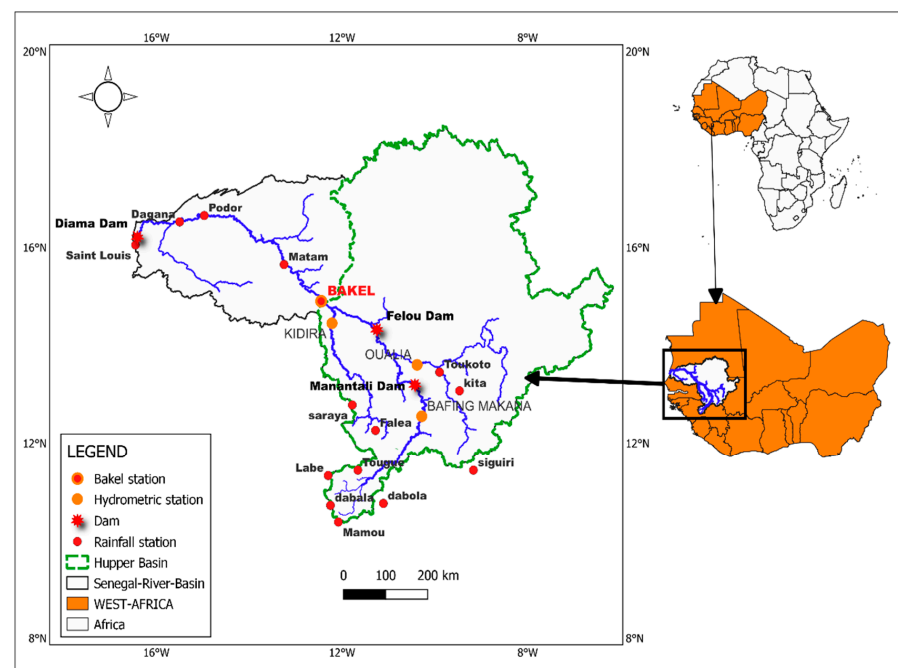 16°W 12°W 8°W
20°N 20°N
Dagana Podor
Diama Dam
16°N 16°N
Saint Louis Matam
BAKEL
Felou Dam
KIDIRA
OUALIA
Toukoto
Manantali Dam kita
BAFING MAKANA
saraya Falea
12°N 12°N
LEGEND
Bakel station
Hydrometric station
Dam
Rainfall station
Hupper Basin
Senegal-River-Basin
WEST-AFRICA
Africa
Labe Tougue siguiri
dabala dabola
Mamou
0 100 200 km
8°N 8°N
16°W 12°W 8°W